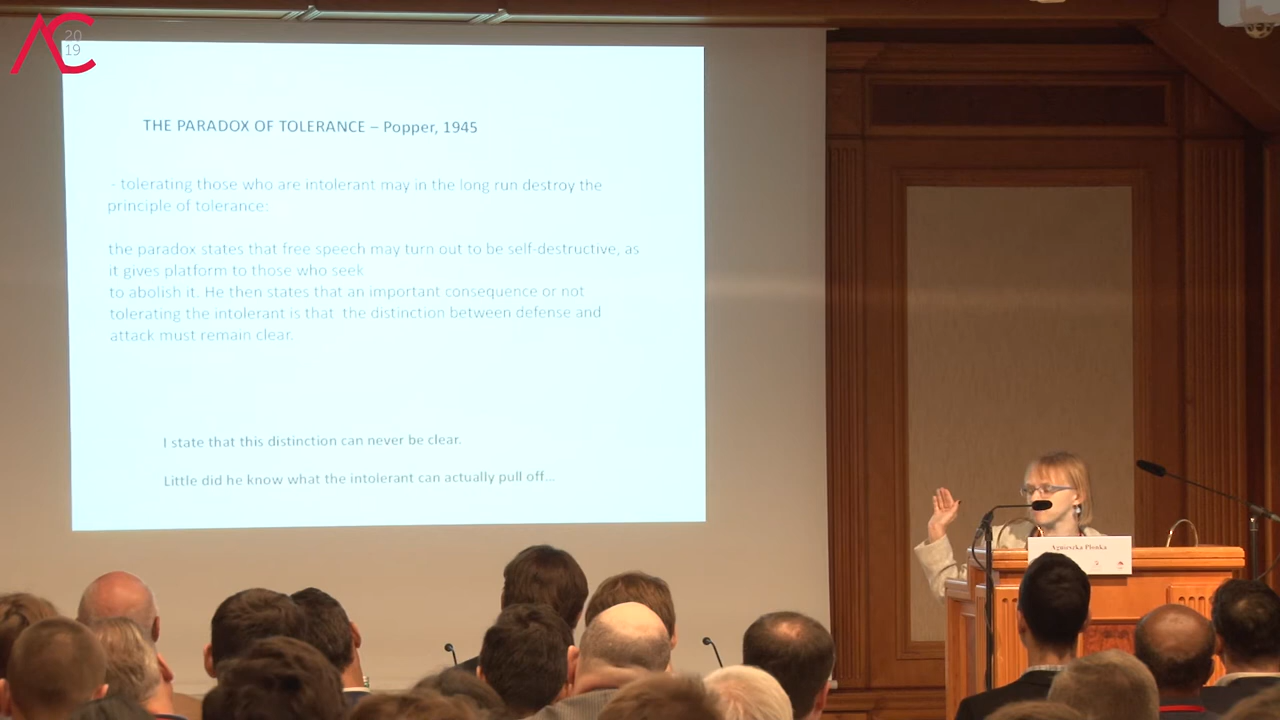 AC
20
19
THE PARADOX OF TOLERANCE – Popper, 1945
- tolerating those who are intolerant may in the long run destroy the
principle of tolerance:
the paradox states that free speech may turn out to be self-destructive, as
it gives platform to those who seek
to abolish it. He then states that an important consequence or not
tolerating the intolerant is that the distinction between defense and
attack must remain clear.
I state that this distinction can never be clear.
Little did he know what the intolerant can actually pull off...
Agnieszka Płonka